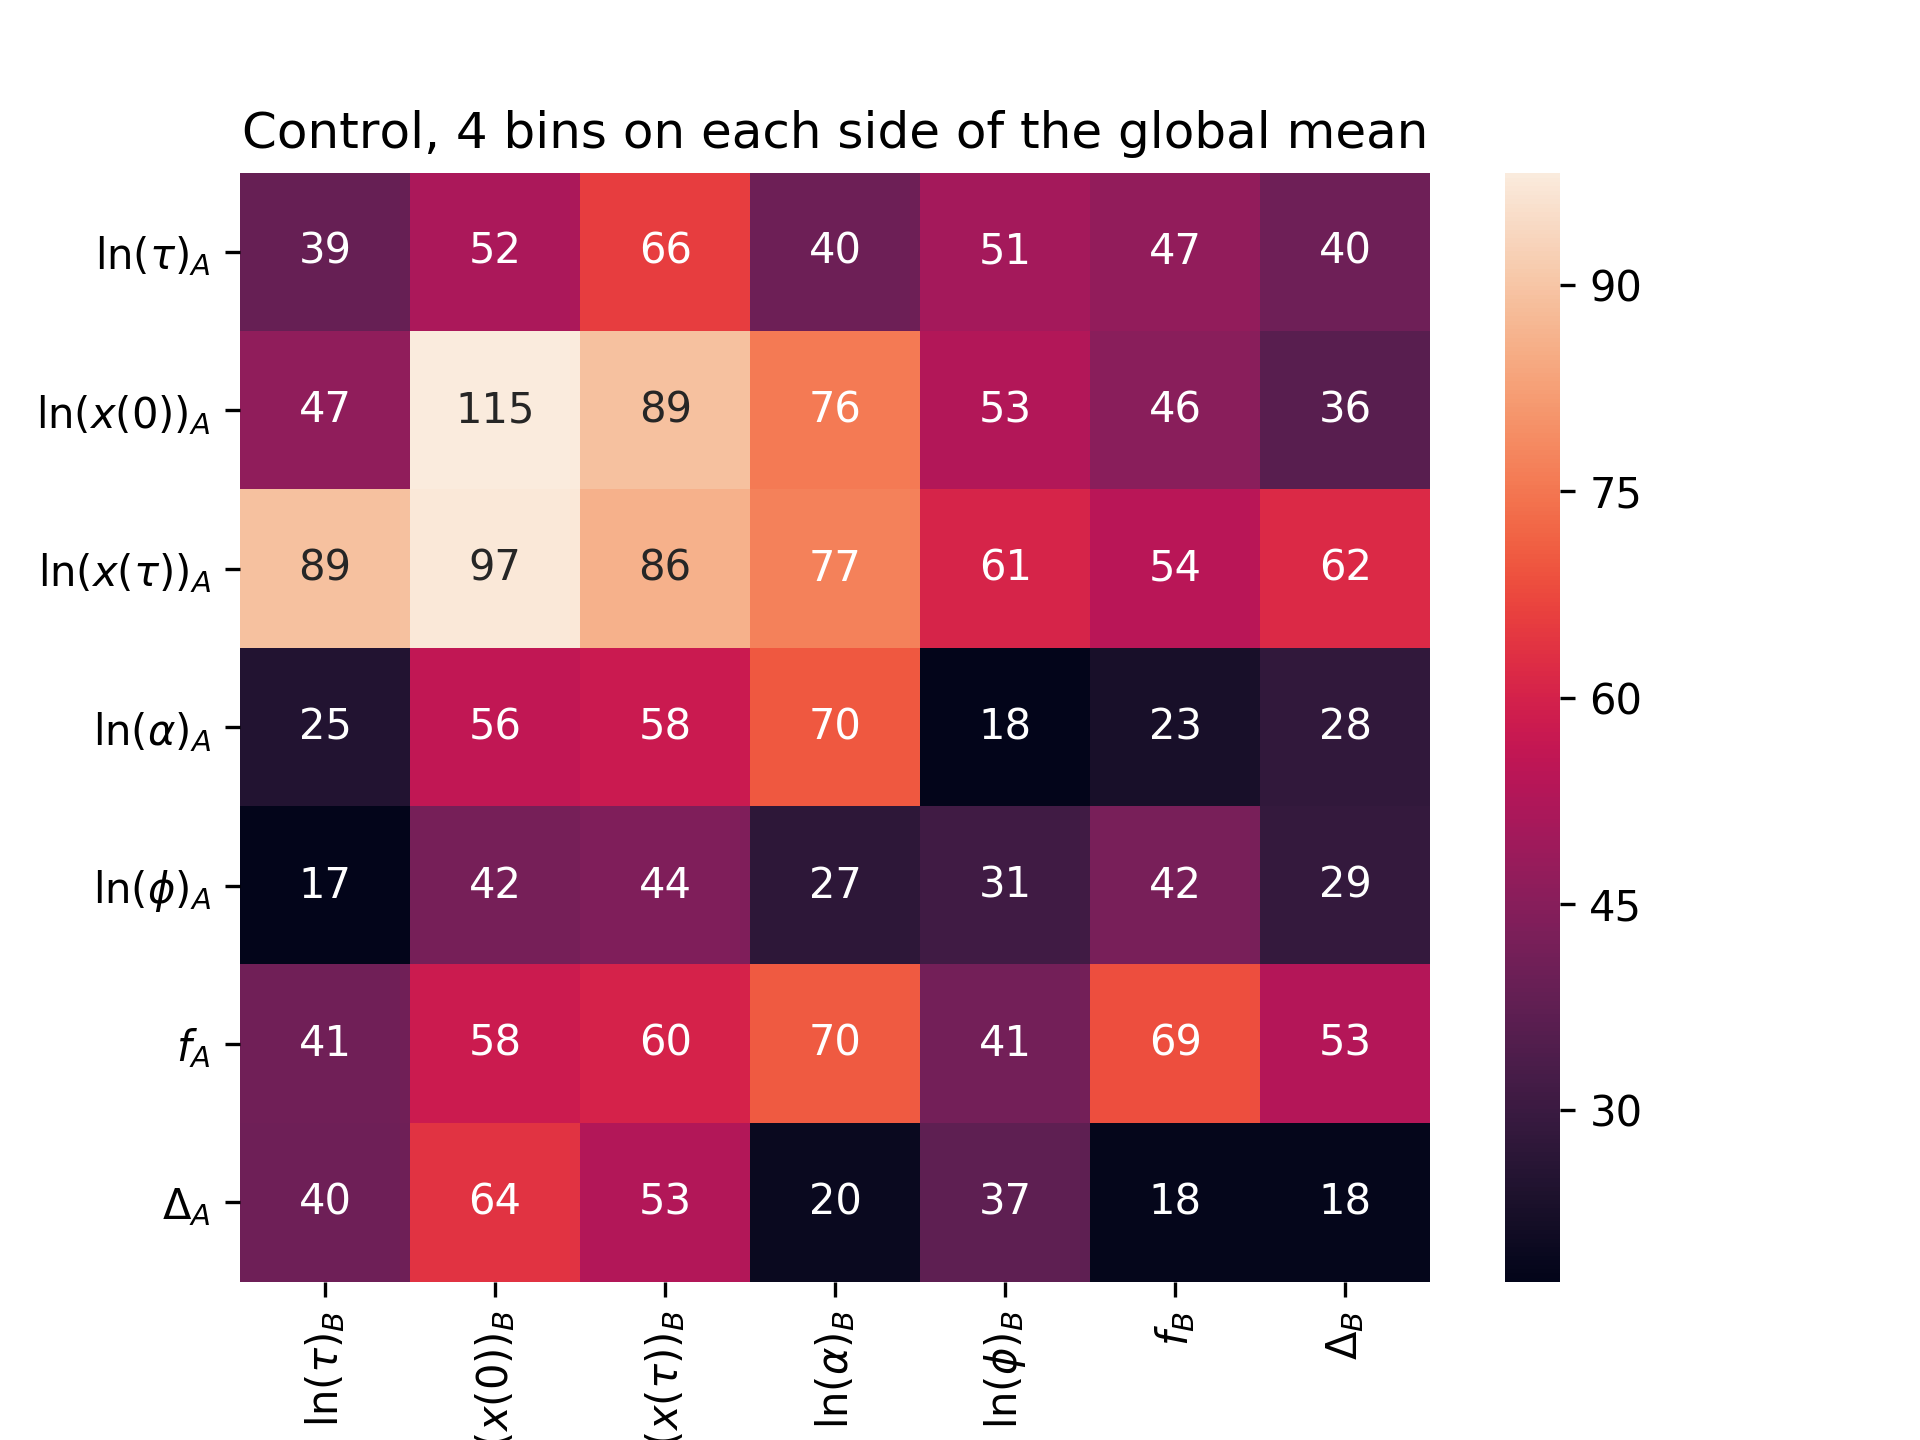 Control, 4 bins on each side of the global mean
ln(τ)A 39 52 66 40 51 47 40
ln(x(0))A 47 115 89 76 53 46 36
ln(x(τ))A 89 97 86 77 61 54 62
ln(α)A 25 56 58 70 18 23 28
ln(ϕ)A 17 42 44 27 31 42 29
fA 41 58 60 70 41 69 53
ΔA 40 64 53 20 37 18 18
ln(τ)B (x(0))B (x(τ))B ln(α)B ln(ϕ)B fB ΔB
90
75
60
45
30